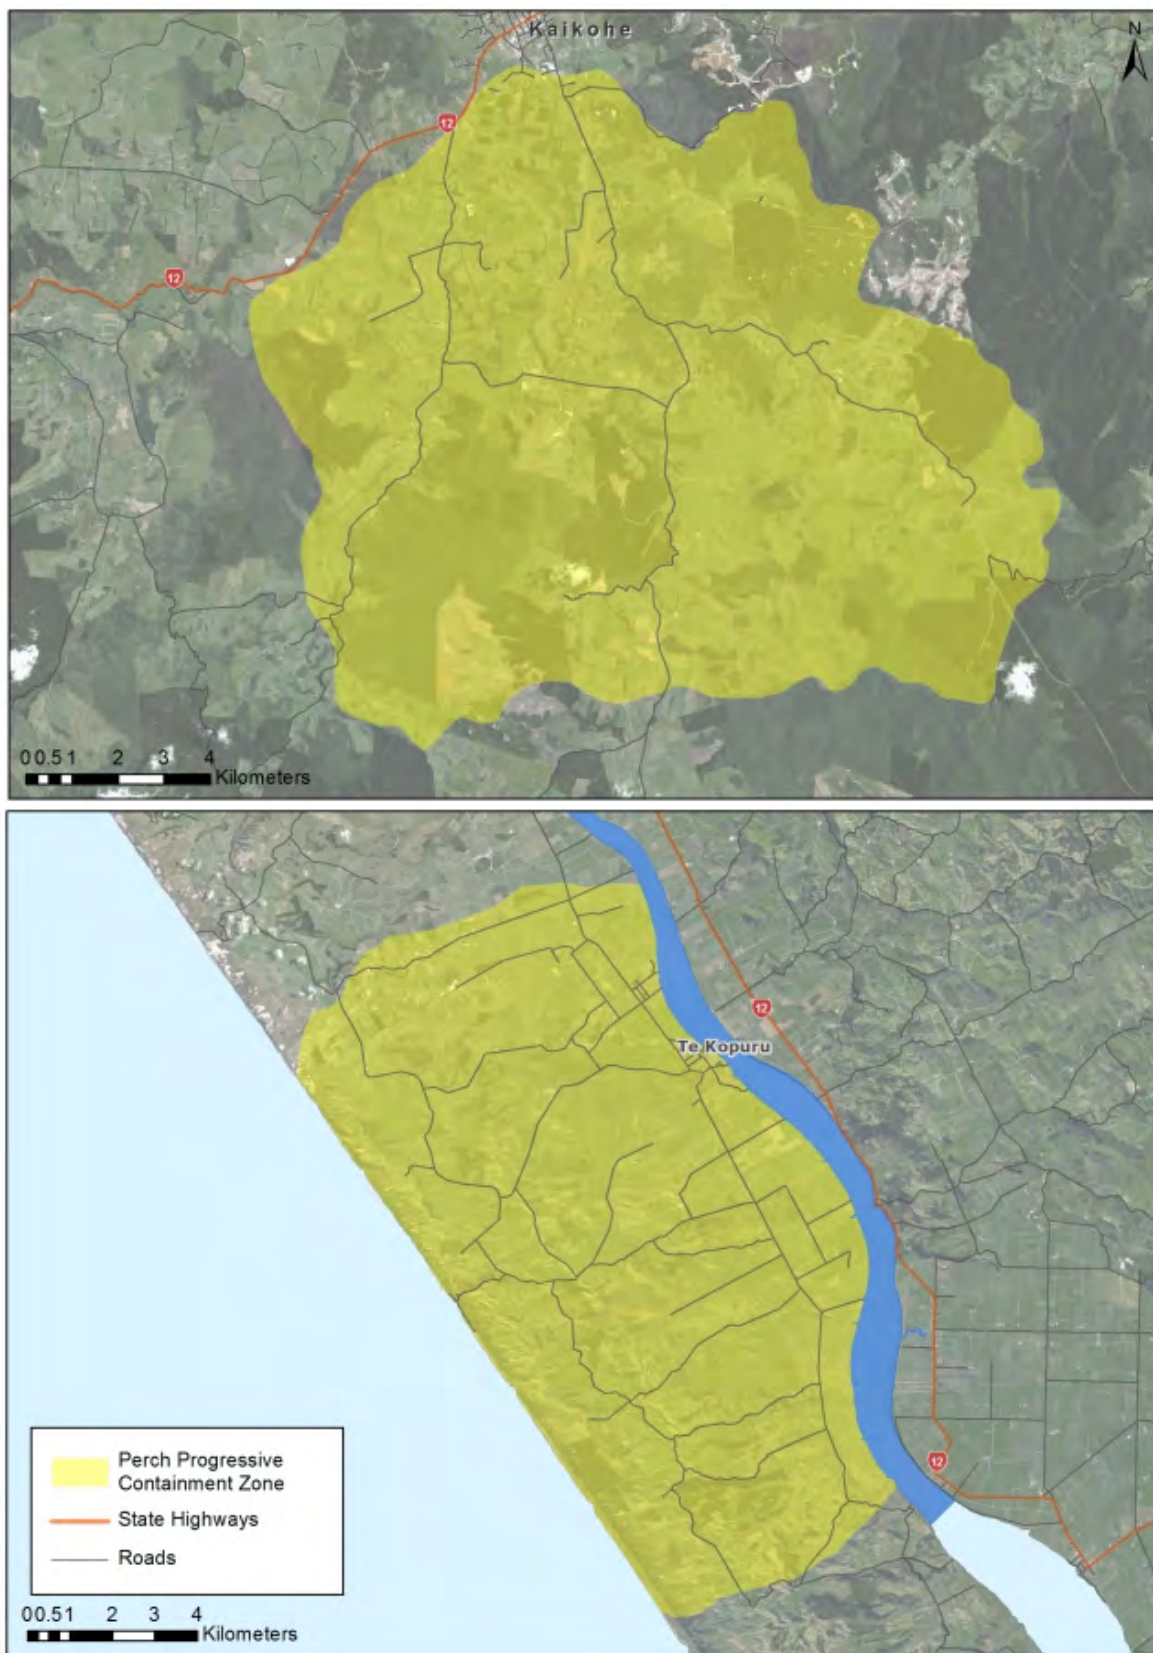 Kaikohe
N
12
12
00.51 2 3 4
Kilometers
12
Te Kopuru
12
Perch Progressive
Containment Zone
State Highways
Roads
00.51 2 3 4
Kilometers